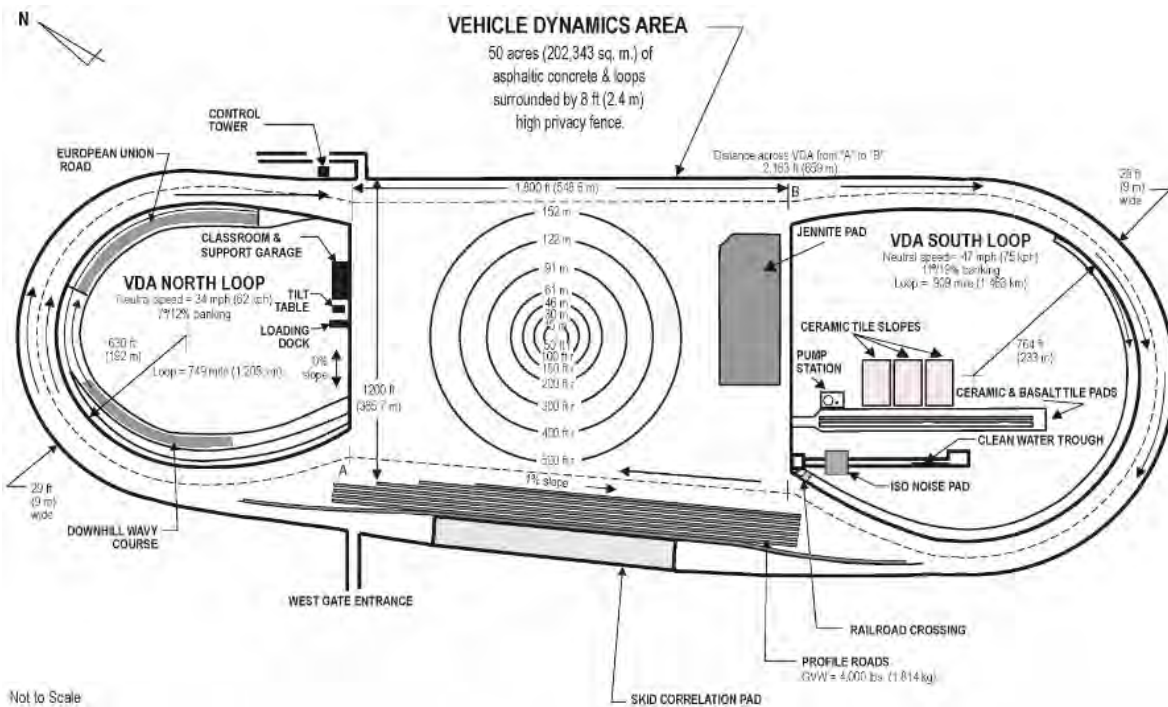 N
VEHICLE DYNAMICS AREA
50 acres (202,343 sq. m.) of
asphaltic concrete & loops
surrounded by 8 ft (2.4 m)
high privacy fence.
CONTROL
TOWER
EUROPEAN UNION
ROAD
Distance across VDA from "A" to "B"
2,163 ft (659 m)
1,800 ft (548.6 m)
B
(9 m)
wide
152 m
122 m
91 m
61 m
46 m
JENNITE PAD
CLASSROOM &
SUPPORT GARAGE
VDA NORTH LOOP
Neutral speed = 34 mph (62 kph)
7°/12% banking
TILT
TABLE
LOADING
DOCK
630 ft
(192 m)
slope
1200 ft
(365.7 m)
VDA SOUTH LOOP
Neutral speed = 47 mph (75 kph)
11°/19% banking
Loop = .909 mile (1.463 km)
CERAMIC TILE SLOPES
PUMP
STATION
764 ft
(233 m)
CERAMIC & BASALT TILE PADS
CLEAN WATER TROUGH
ISO NOISE PAD
Loop = .749 mile (1.205 km)
50 ft r
100 ft r
150 ft r
200 ft r
300 ft r
400 ft r
500 ft r
A
1% slope
29 ft
(9 m)
wide
DOWNHILL WAVY
COURSE
WEST GATE ENTRANCE
RAILROAD CROSSING
PROFILE ROADS
GVW = 4,000 lbs. (1,814 kg)
SKID CORRELATION PAD
Not to Scale